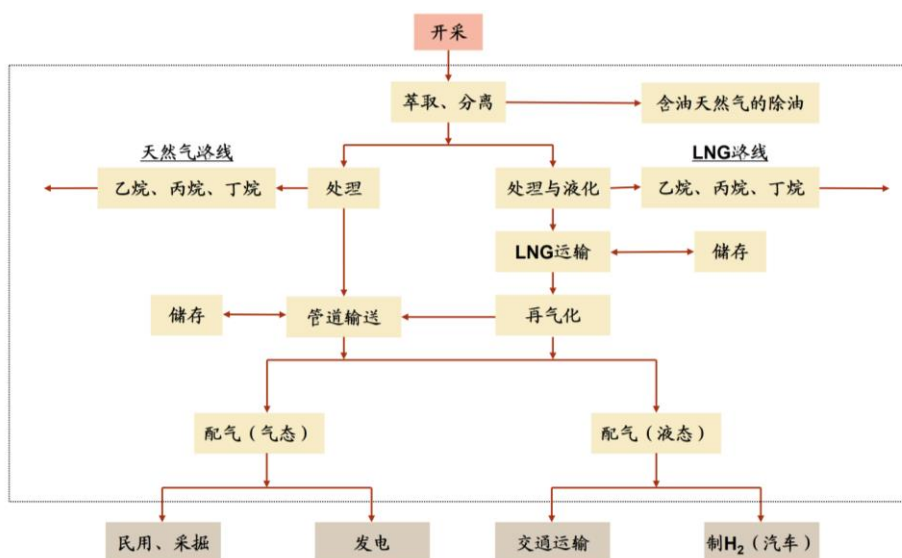 开采
萃取、分离
含油天然气的除油
天然气路线
LNG路线
乙烷、丙烷、丁烷
处理
处理与液化
乙烷、丙烷、丁烷
LNG运输
储存
储存
管道输送
再气化
配气（气态）
配气（液态）
民用、采掘
发电
交通运输
制H₂（汽车）